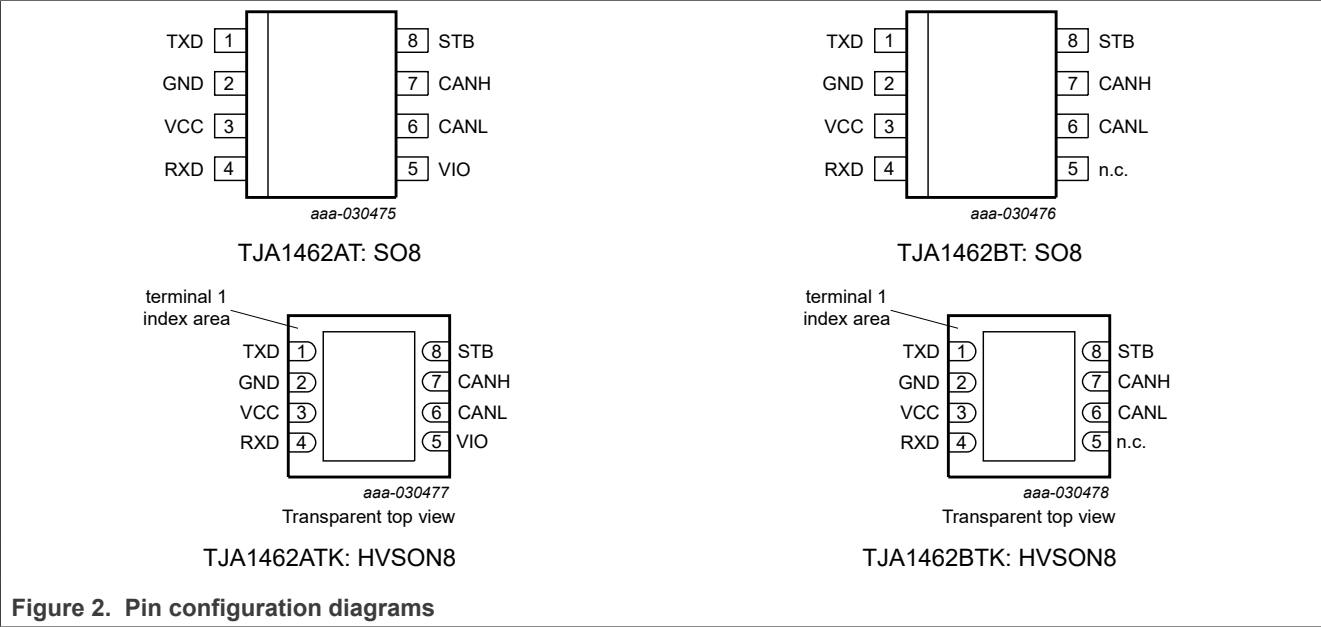 TXD 1 8 STB
GND 2 7 CANH
VCC 3 6 CANL
RXD 4 5 VIO
aaa-030475
TJA1462AT: SO8
TXD 1 8 STB
GND 2 7 CANH
VCC 3 6 CANL
RXD 4 5 n.c.
aaa-030476
TJA1462BT: SO8
terminal 1
index area
TXD 1 8 STB
GND 2 7 CANH
VCC 3 6 CANL
RXD 4 5 VIO
aaa-030477
Transparent top view
TJA1462ATK: HVSON8
terminal 1
index area
TXD 1 8 STB
GND 2 7 CANH
VCC 3 6 CANL
RXD 4 5 n.c.
aaa-030478
Transparent top view
TJA1462BTK: HVSON8
Figure 2. Pin configuration diagrams